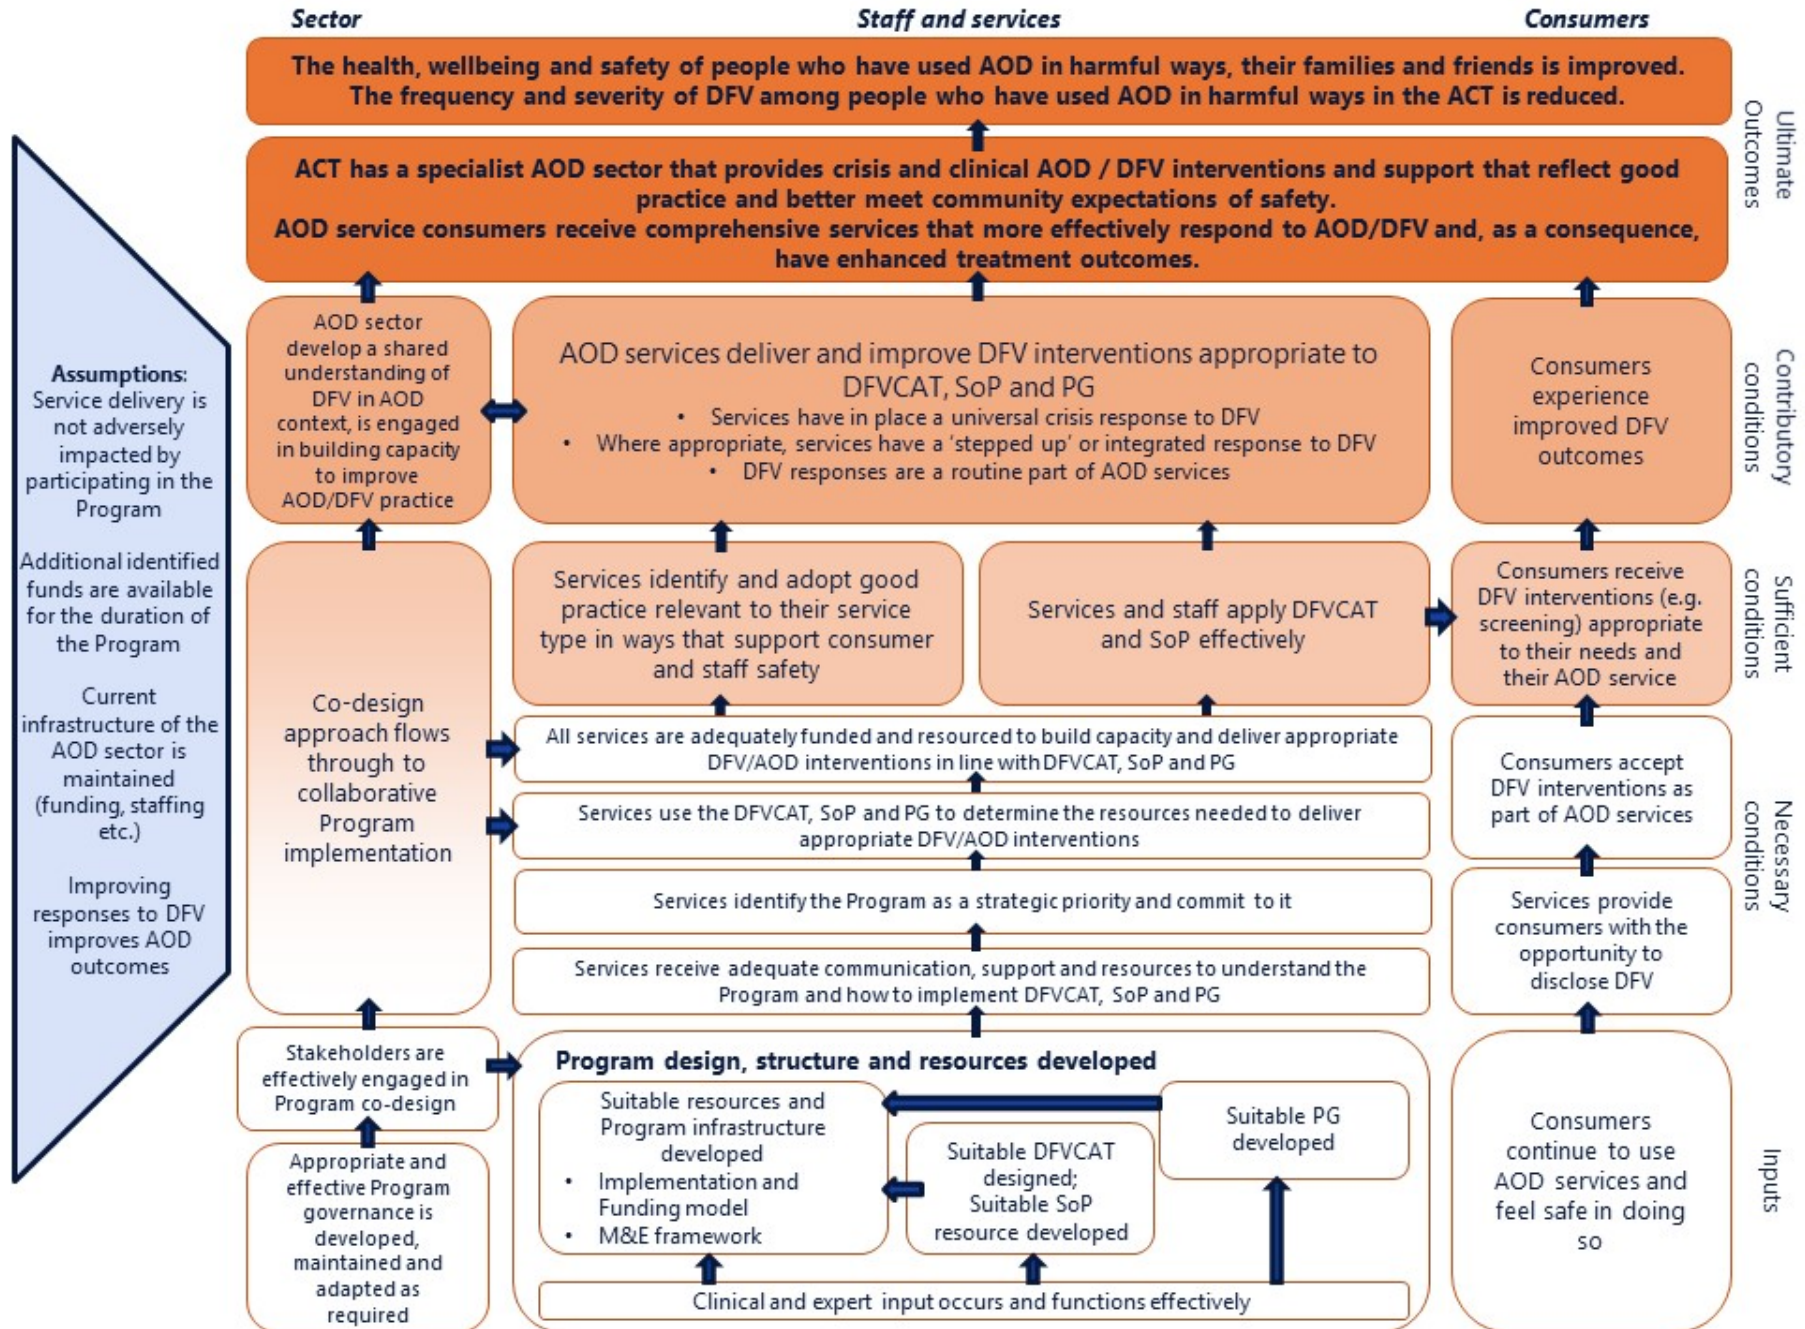 Sector
Staff and services
Consumers
The health, wellbeing and safety of people who have used AOD in harmful ways, their families and friends is improved.
The frequency and severity of DFV among people who have used AOD in harmful ways in the ACT is reduced.
ACT has a specialist AOD sector that provides crisis and clinical AOD / DFV interventions and support that reflect good
practice and better meet community expectations of safety.
AOD service consumers receive comprehensive services that more effectively respond to AOD/DFV and, as a consequence,
have enhanced treatment outcomes.
Ultimate
Outcomes
Assumptions:
Service delivery is
not adversely
impacted by
participating in the
Program
Additional identified
funds are available
for the duration of
the Program
Current
infrastructure of the
AOD sector is
maintained
(funding, staffing
etc.)
Improving
responses to DFV
improves AOD
outcomes
AOD sector
develop a shared
understanding of
DFV in AOD
context, is engaged
in building capacity
to improve
AOD/DFV practice
AOD services deliver and improve DFV interventions appropriate to
DFVCAT, SoP and PG
• Services have in place a universal crisis response to DFV
• Where appropriate, services have a ‘stepped up’ or integrated response to DFV
• DFV responses are a routine part of AOD services
Consumers
experience
improved DFV
outcomes
Contributory
conditions
Co-design
approach flows
through to
collaborative
Program
implementation
Services identify and adopt good
practice relevant to their service
type in ways that support consumer
and staff safety
Services and staff apply DFVCAT
and SoP effectively
Consumers receive
DFV interventions (e.g.
screening) appropriate
to their needs and
their AOD service
Sufficient
conditions
All services are adequately funded and resourced to build capacity and deliver appropriate
DFV/AOD interventions in line with DFVCAT, SoP and PG
Services use the DFVCAT, SoP and PG to determine the resources needed to deliver
appropriate DFV/AOD interventions
Services identify the Program as a strategic priority and commit to it
Services receive adequate communication, support and resources to understand the
Program and how to implement DFVCAT, SoP and PG
Consumers accept
DFV interventions as
part of AOD services
Services provide
consumers with the
opportunity to
disclose DFV
Necessary
conditions
Stakeholders are
effectively engaged in
Program co-design
Appropriate and
effective Program
governance is
developed,
maintained and
adapted as
required
Program design, structure and resources developed
Suitable resources and
Program infrastructure
developed
• Implementation and
Funding model
• M&E framework
Suitable DFVCAT
designed;
Suitable SoP
resource developed
Suitable PG
developed
Clinical and expert input occurs and functions effectively
Consumers
continue to use
AOD services and
feel safe in doing
so
Inputs